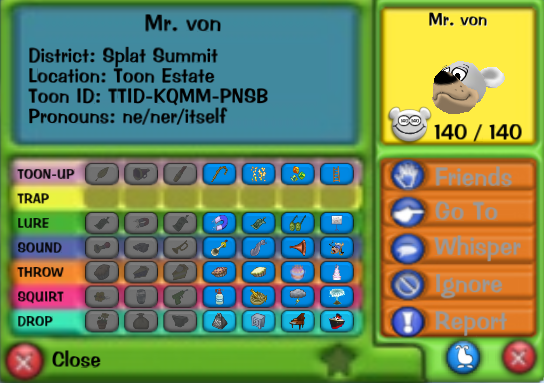 Mr. von
District: Splat Summit
Location: Toon Estate
Toon ID: TTID-KQMM-PNSB
Pronouns: ne/ner/itself
Mr. von
140 / 140
TOON-UP
TRAP
LURE
SOUND
THROW
SQUIRT
DROP
Friends
Go To
Whisper
Ignore
Report
Close